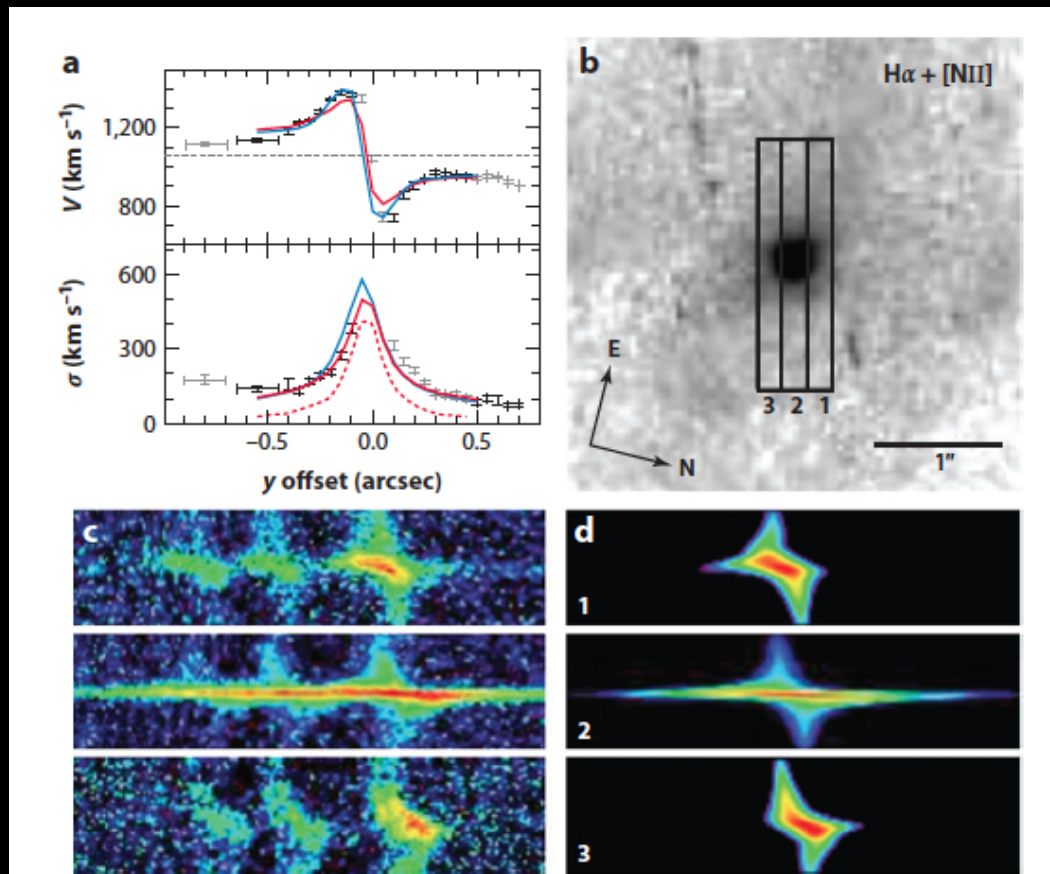 a
V (km s⁻¹)
1,200
800
σ (km s⁻¹)
600
300
0
−0.5
0.0
0.5
y offset (arcsec)
b
Hα + [NII]
E
N
3
2
1
1"
c
d
1
2
3